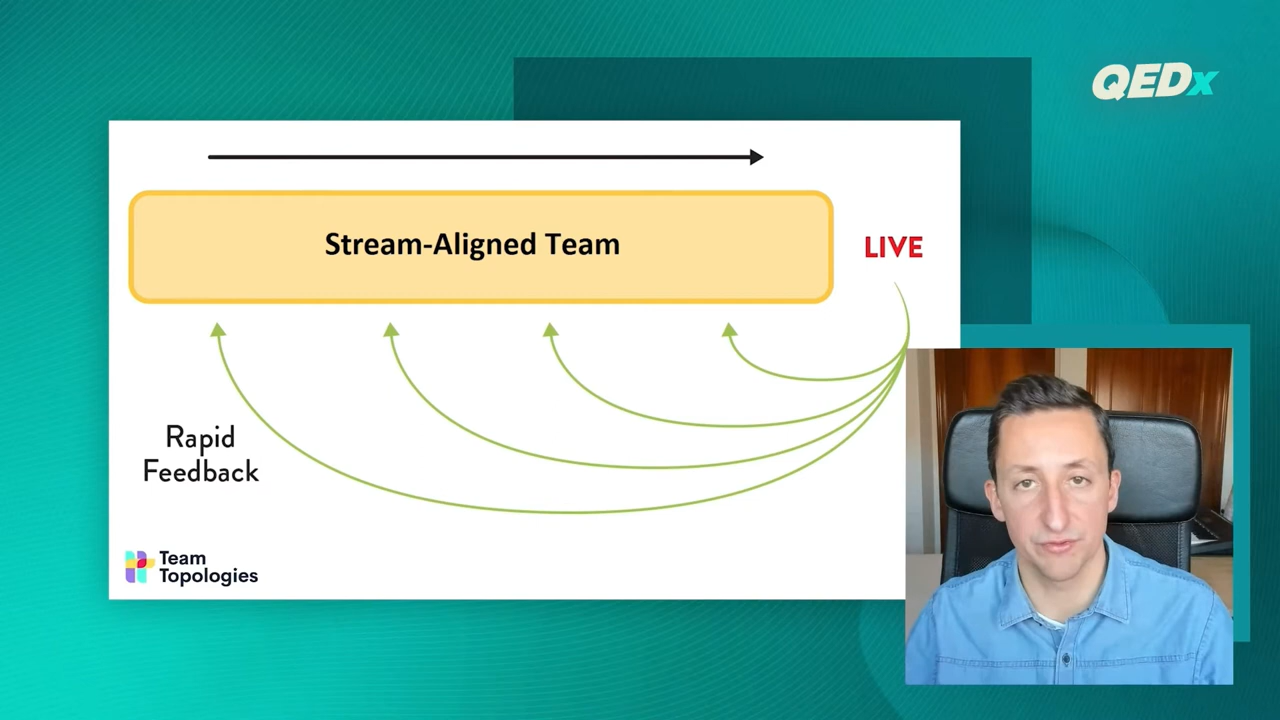 QEDx
Stream-Aligned Team
LIVE
Rapid
Feedback
Team
Topologies